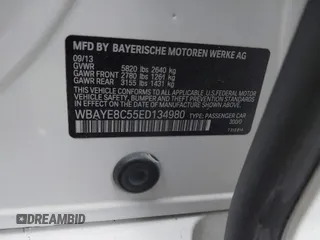 MFD BY BAYERISCHE MOTOREN WERKE AG
09/13
GVWR 5820 lbs 2640 kg
GAWR FRONT 2780 lbs 1261 kg
GAWR REAR 3155 lbs 1431 kg
THIS VEHICLE CONFORMS TO ALL APPLICABLE U.S. FEDERAL MOTOR
VEHICLE SAFETY, BUMPER, AND THEFT PREVENTION STANDARDS IN
EFFECT ON THE DATE OF MANUFACTURE SHOWN ABOVE.
WBAYE8C55ED134980 TYPE: PASSENGER CAR
DREAMBID